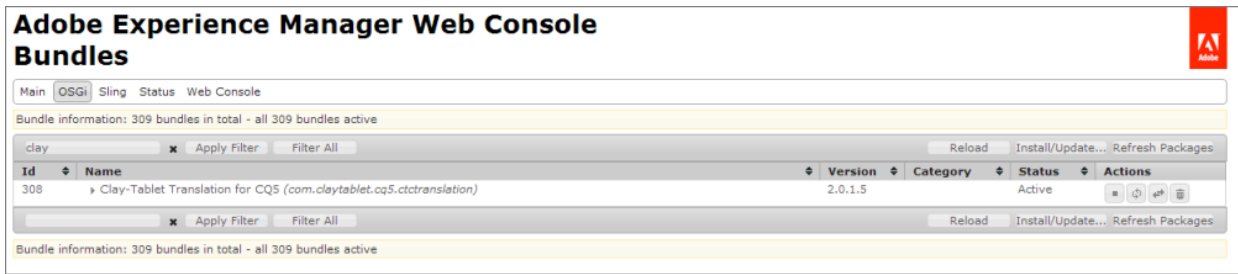 Adobe Experience Manager Web Console
Bundles
Adobe
Main OSGi Sling Status Web Console
Bundle information: 309 bundles in total - all 309 bundles active
clay Apply Filter Filter All Reload Install/Update... Refresh Packages
Id Name Version Category Status Actions
308 Clay-Tablet Translation for CQ5 (com.claytablet.cq5.ctctranslation) 2.0.1.5 Active
Apply Filter Filter All Reload Install/Update... Refresh Packages
Bundle information: 309 bundles in total - all 309 bundles active